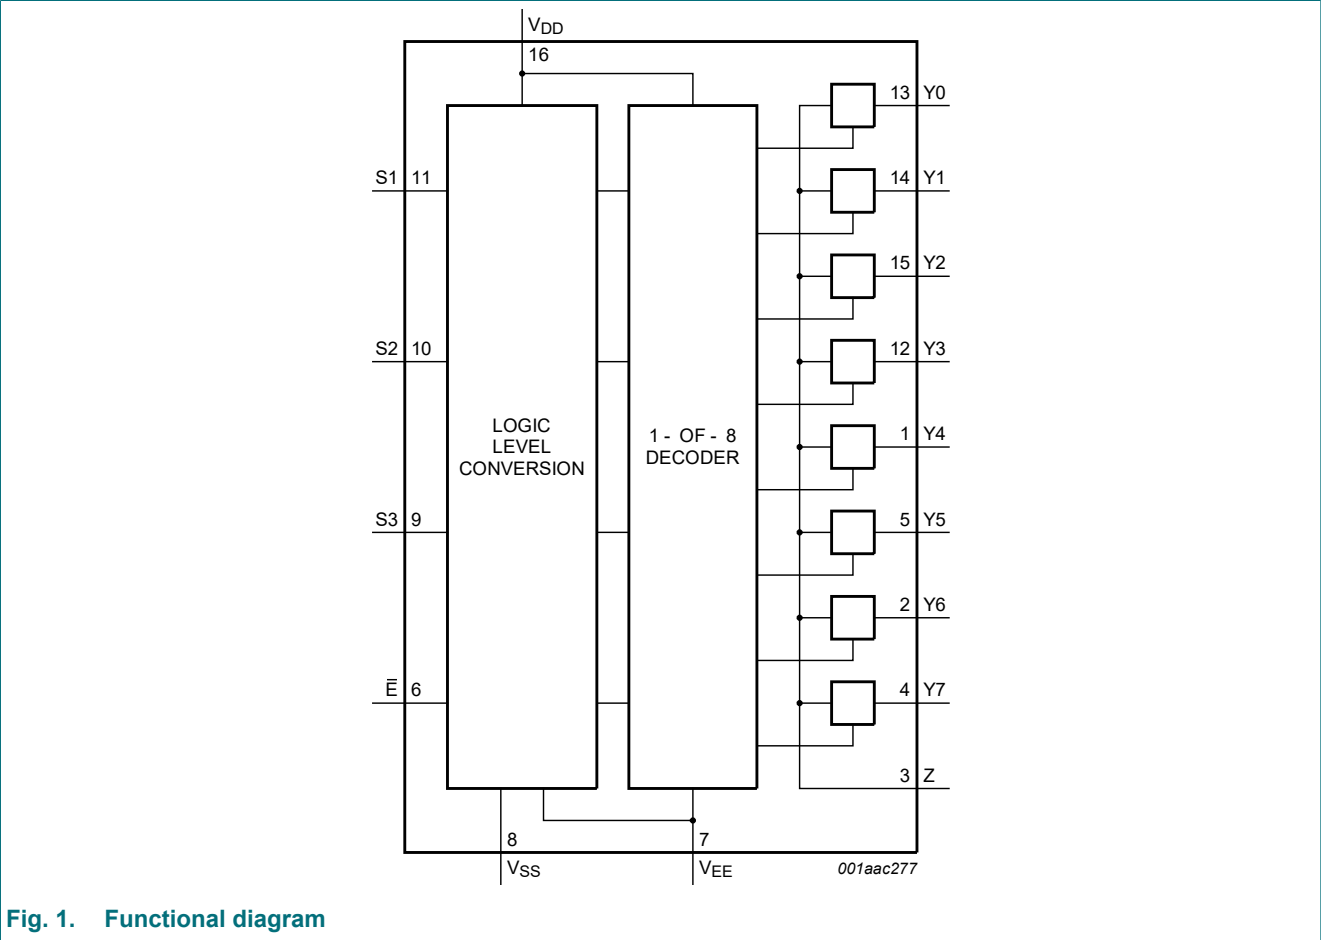 VDD
16
13 Y0
S1 11
14 Y1
15 Y2
S2 10
12 Y3
LOGIC
LEVEL
CONVERSION
1 - OF - 8
DECODER
1 Y4
S3 9
5 Y5
2 Y6
E̅ 6
4 Y7
3 Z
8
7
VSS
VEE
001aac277
Fig. 1. Functional diagram